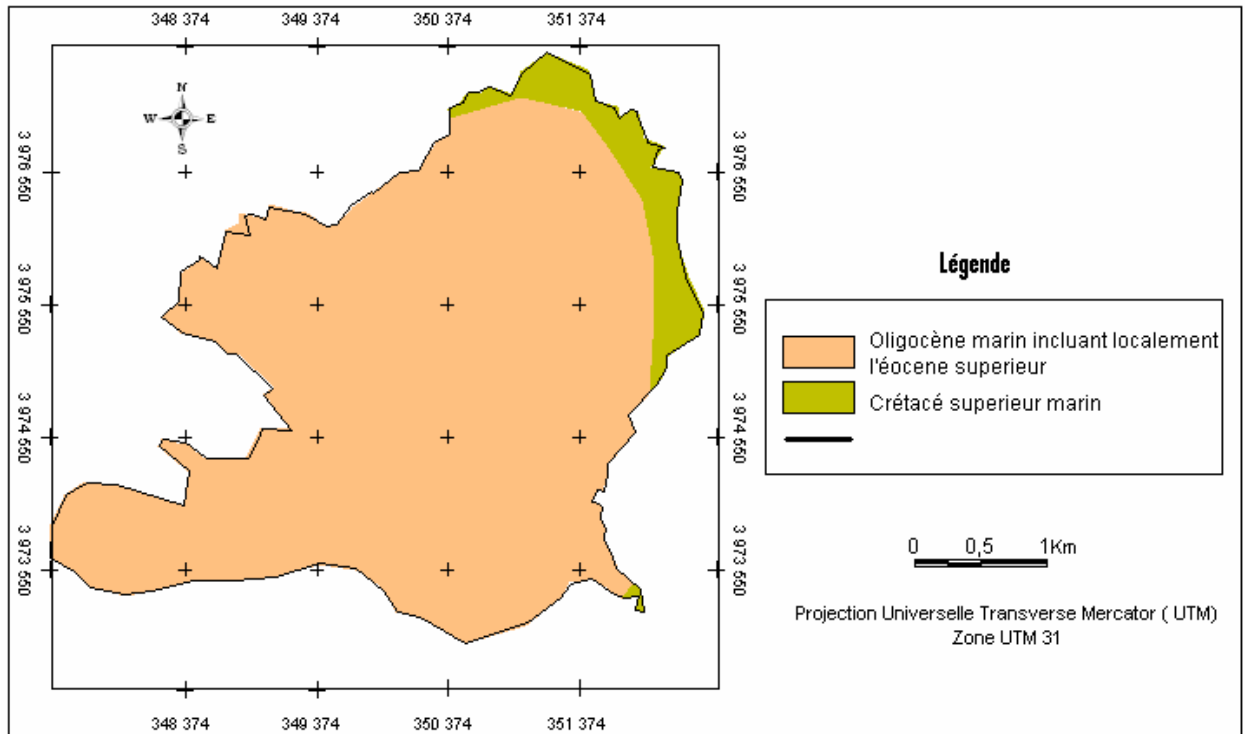 348 374 349 374 350 374 351 374
N
W E
S
3 976 550
3 976 550
3 975 550
3 975 550
3 974 550
3 974 550
3 973 550
3 973 550
348 374 349 374 350 374 351 374
Légende
Oligocène marin incluant localement
l'éocene superieur
Crétacé superieur marin
0 0,5 1Km
Projection Universelle Transverse Mercator ( UTM)
Zone UTM 31